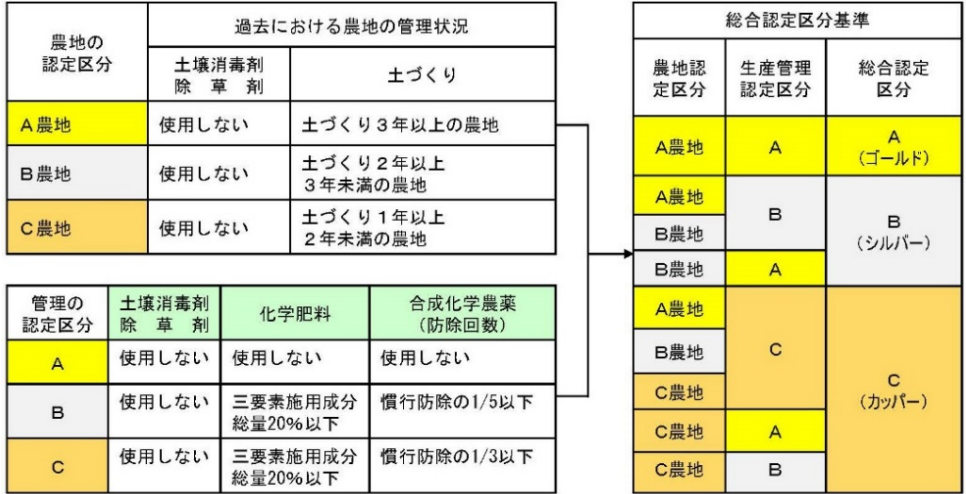 農地の
認定区分
過去における農地の管理状況
土壌消毒剤
除 草 剤
土づくり
A農地
使用しない
土づくり3年以上の農地
B農地
使用しない
土づくり2年以上
3年未満の農地
C農地
使用しない
土づくり1年以上
2年未満の農地
管理の
認定区分
土壌消毒剤
除 草 剤
化学肥料
合成化学農薬
(防除回数)
A
使用しない
使用しない
使用しない
B
使用しない
三要素施用成分
総量20%以下
慣行防除の1/5以下
C
使用しない
三要素施用成分
総量20%以下
慣行防除の1/3以下
総合認定区分基準
農地認
定区分
生産管理
認定区分
総合認定
区分
A農地
A
A
(ゴールド)
A農地
B農地
B
B農地
A
B
(シルバー)
A農地
B農地
C農地
C
C農地
A
C農地
B
C
(カッパー)